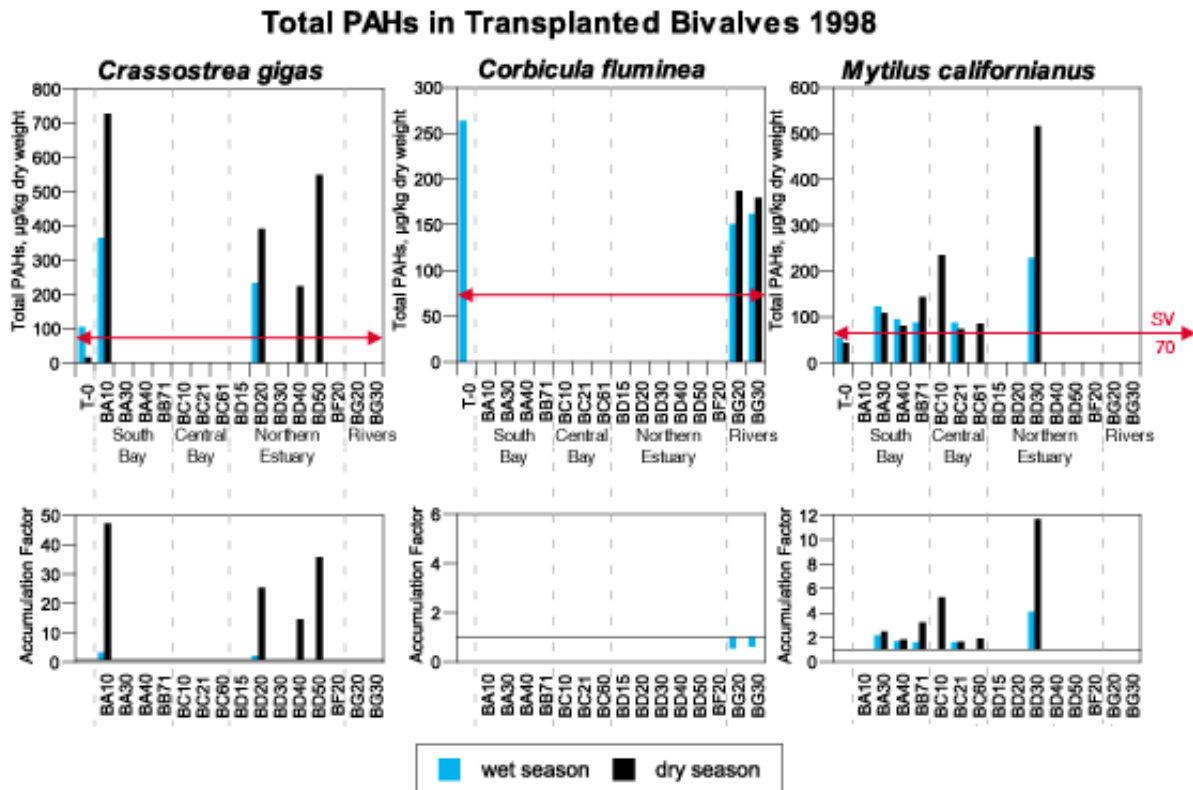 Total PAHs in Transplanted Bivalves 1998
Crassostrea gigas
Total PAHs, µg/kg dry weight
800
700
600
500
400
300
200
100
0
T-0
BA10
BA30
BA40
BB71
BC10
BC21
BC61
BD15
BD20
BD30
BD40
BD50
BF20
BG20
BG30
South
Bay
Central
Bay
Northern
Estuary
Rivers
Corbicula fluminea
Total PAHs, µg/kg dry weight
300
250
200
150
100
50
0
T-0
BA10
BA30
BA40
BB71
BC10
BC21
BC61
BD15
BD20
BD30
BD40
BD50
BF20
BG20
BG30
South
Bay
Central
Bay
Northern
Estuary
Rivers
Mytilus californianus
Total PAHs, µg/kg dry weight
600
500
400
300
200
100
0
SV
70
T-0
BA10
BA30
BA40
BB71
BC10
BC21
BC61
BD15
BD20
BD30
BD40
BD50
BF20
BG20
BG30
South
Bay
Central
Bay
Northern
Estuary
Rivers
Accumulation Factor
50
40
30
20
10
0
BA10
BA30
BA40
BB71
BC10
BC21
BC60
BD15
BD20
BD30
BD40
BD50
BF20
BG20
BG30
Accumulation Factor
6
4
2
0
BA10
BA30
BA40
BB71
BC10
BC21
BC60
BD15
BD20
BD30
BD40
BD50
BF20
BG20
BG30
Accumulation Factor
12
10
8
6
4
2
0
BA10
BA30
BA40
BB71
BC10
BC21
BC60
BD15
BD20
BD30
BD40
BD50
BF20
BG20
BG30
wet season
dry season